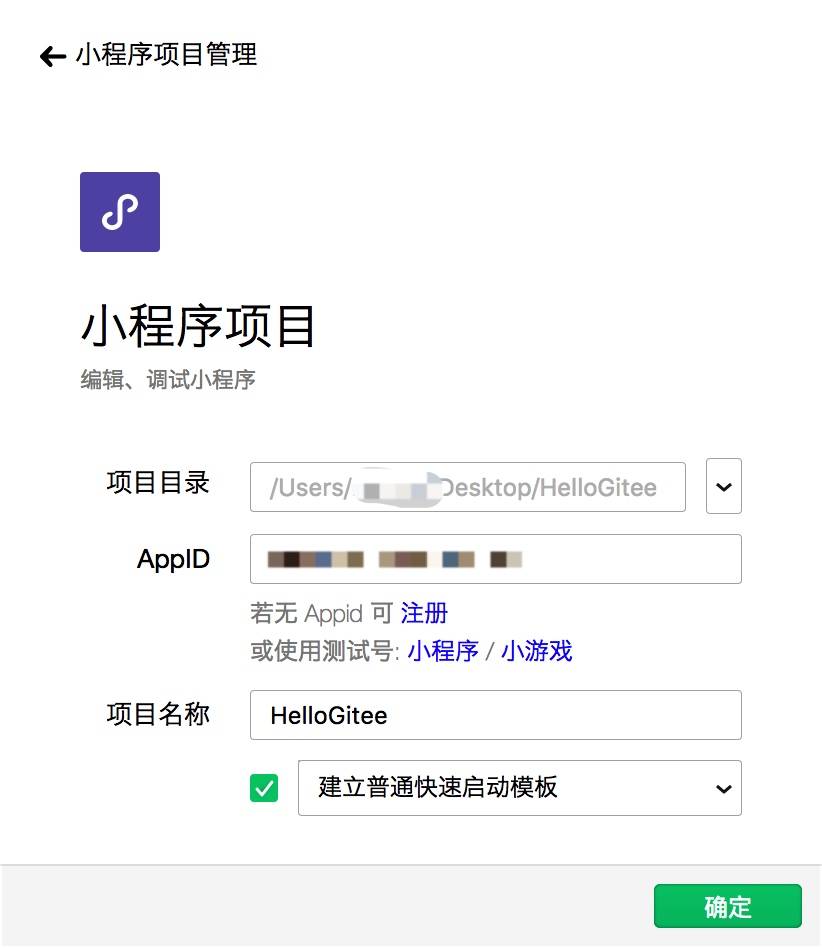 小程序项目管理
小程序项目
编辑、调试小程序
项目目录 /Users/ Desktop/HelloGitee
AppID
若无 Appid 可 注册
或使用测试号: 小程序 / 小游戏
项目名称 HelloGitee
建立普通快速启动模板
确定